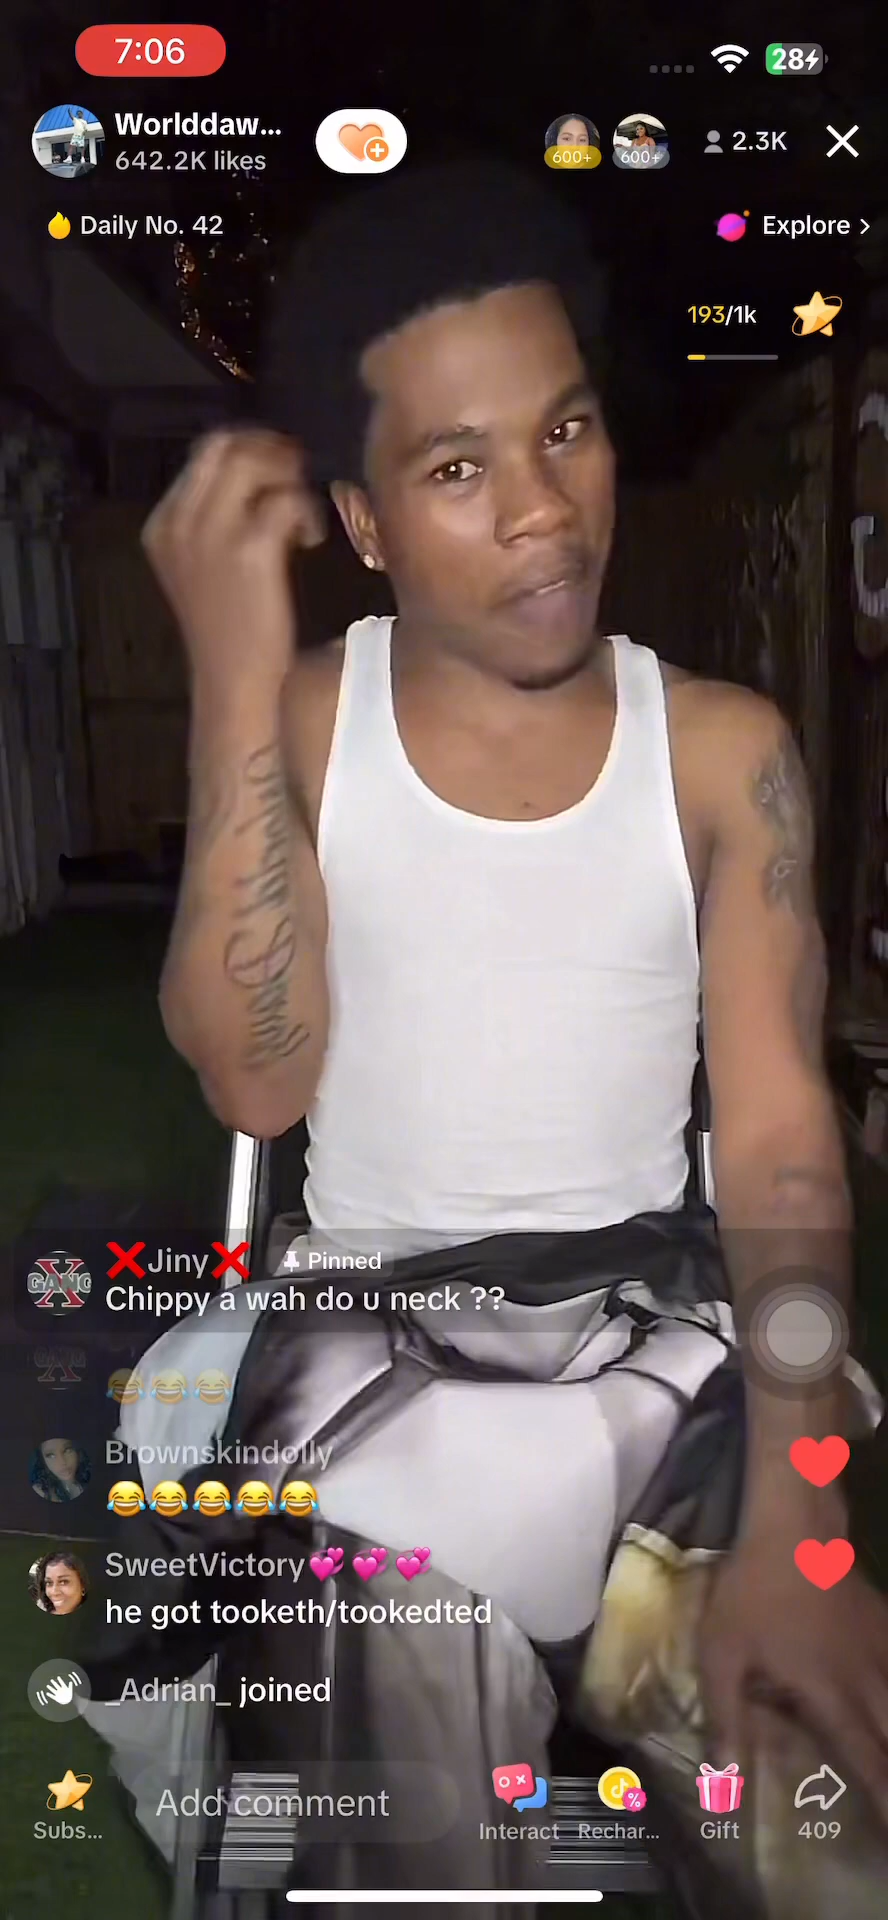 7:06
28
Worlddaw...
642.2K likes
600+
600+
2.3K
Daily No. 42
Explore >
193/1k
❌Jiny❌ Pinned
Chippy a wah do u neck ??
GANG
X
😂😂😂
Brownskindolly
😂😂😂😂😂
SweetVictory💞💞💞
he got tooketh/tookedted
_Adrian_ joined
Subs...
Add comment
Interact
Rechar...
Gift
409